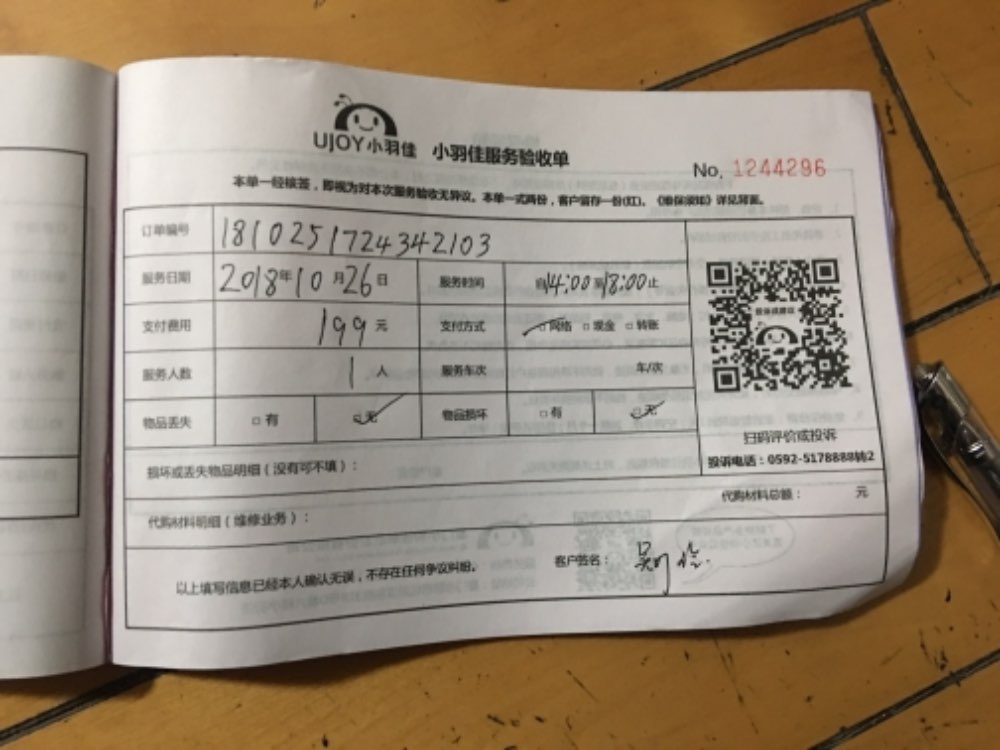 UJOY小羽佳 小羽佳服务验收单
No. 1244296
本单一经核签，即视为对本次服务验收无异议。本单一式两份，客户留存一份(红)。《维保须知》详见背面。
订单编号 1810251724342103
服务日期 2018年10月26日 服务时间 自14:00至18:00止
支付费用 199元 支付方式 □网络 □现金 □转账
服务人数 1人 服务车次 车/次
物品丢失 □有 □无 物品损坏 □有 □无
扫码评价或投诉
投诉电话：0592-5178888转2
损坏或丢失物品明细（没有可不填）：
代购材料总额： 元
代购材料明细（维修业务）：
以上填写信息已经本人确认无误，不存在任何争议纠纷。 客户签名：